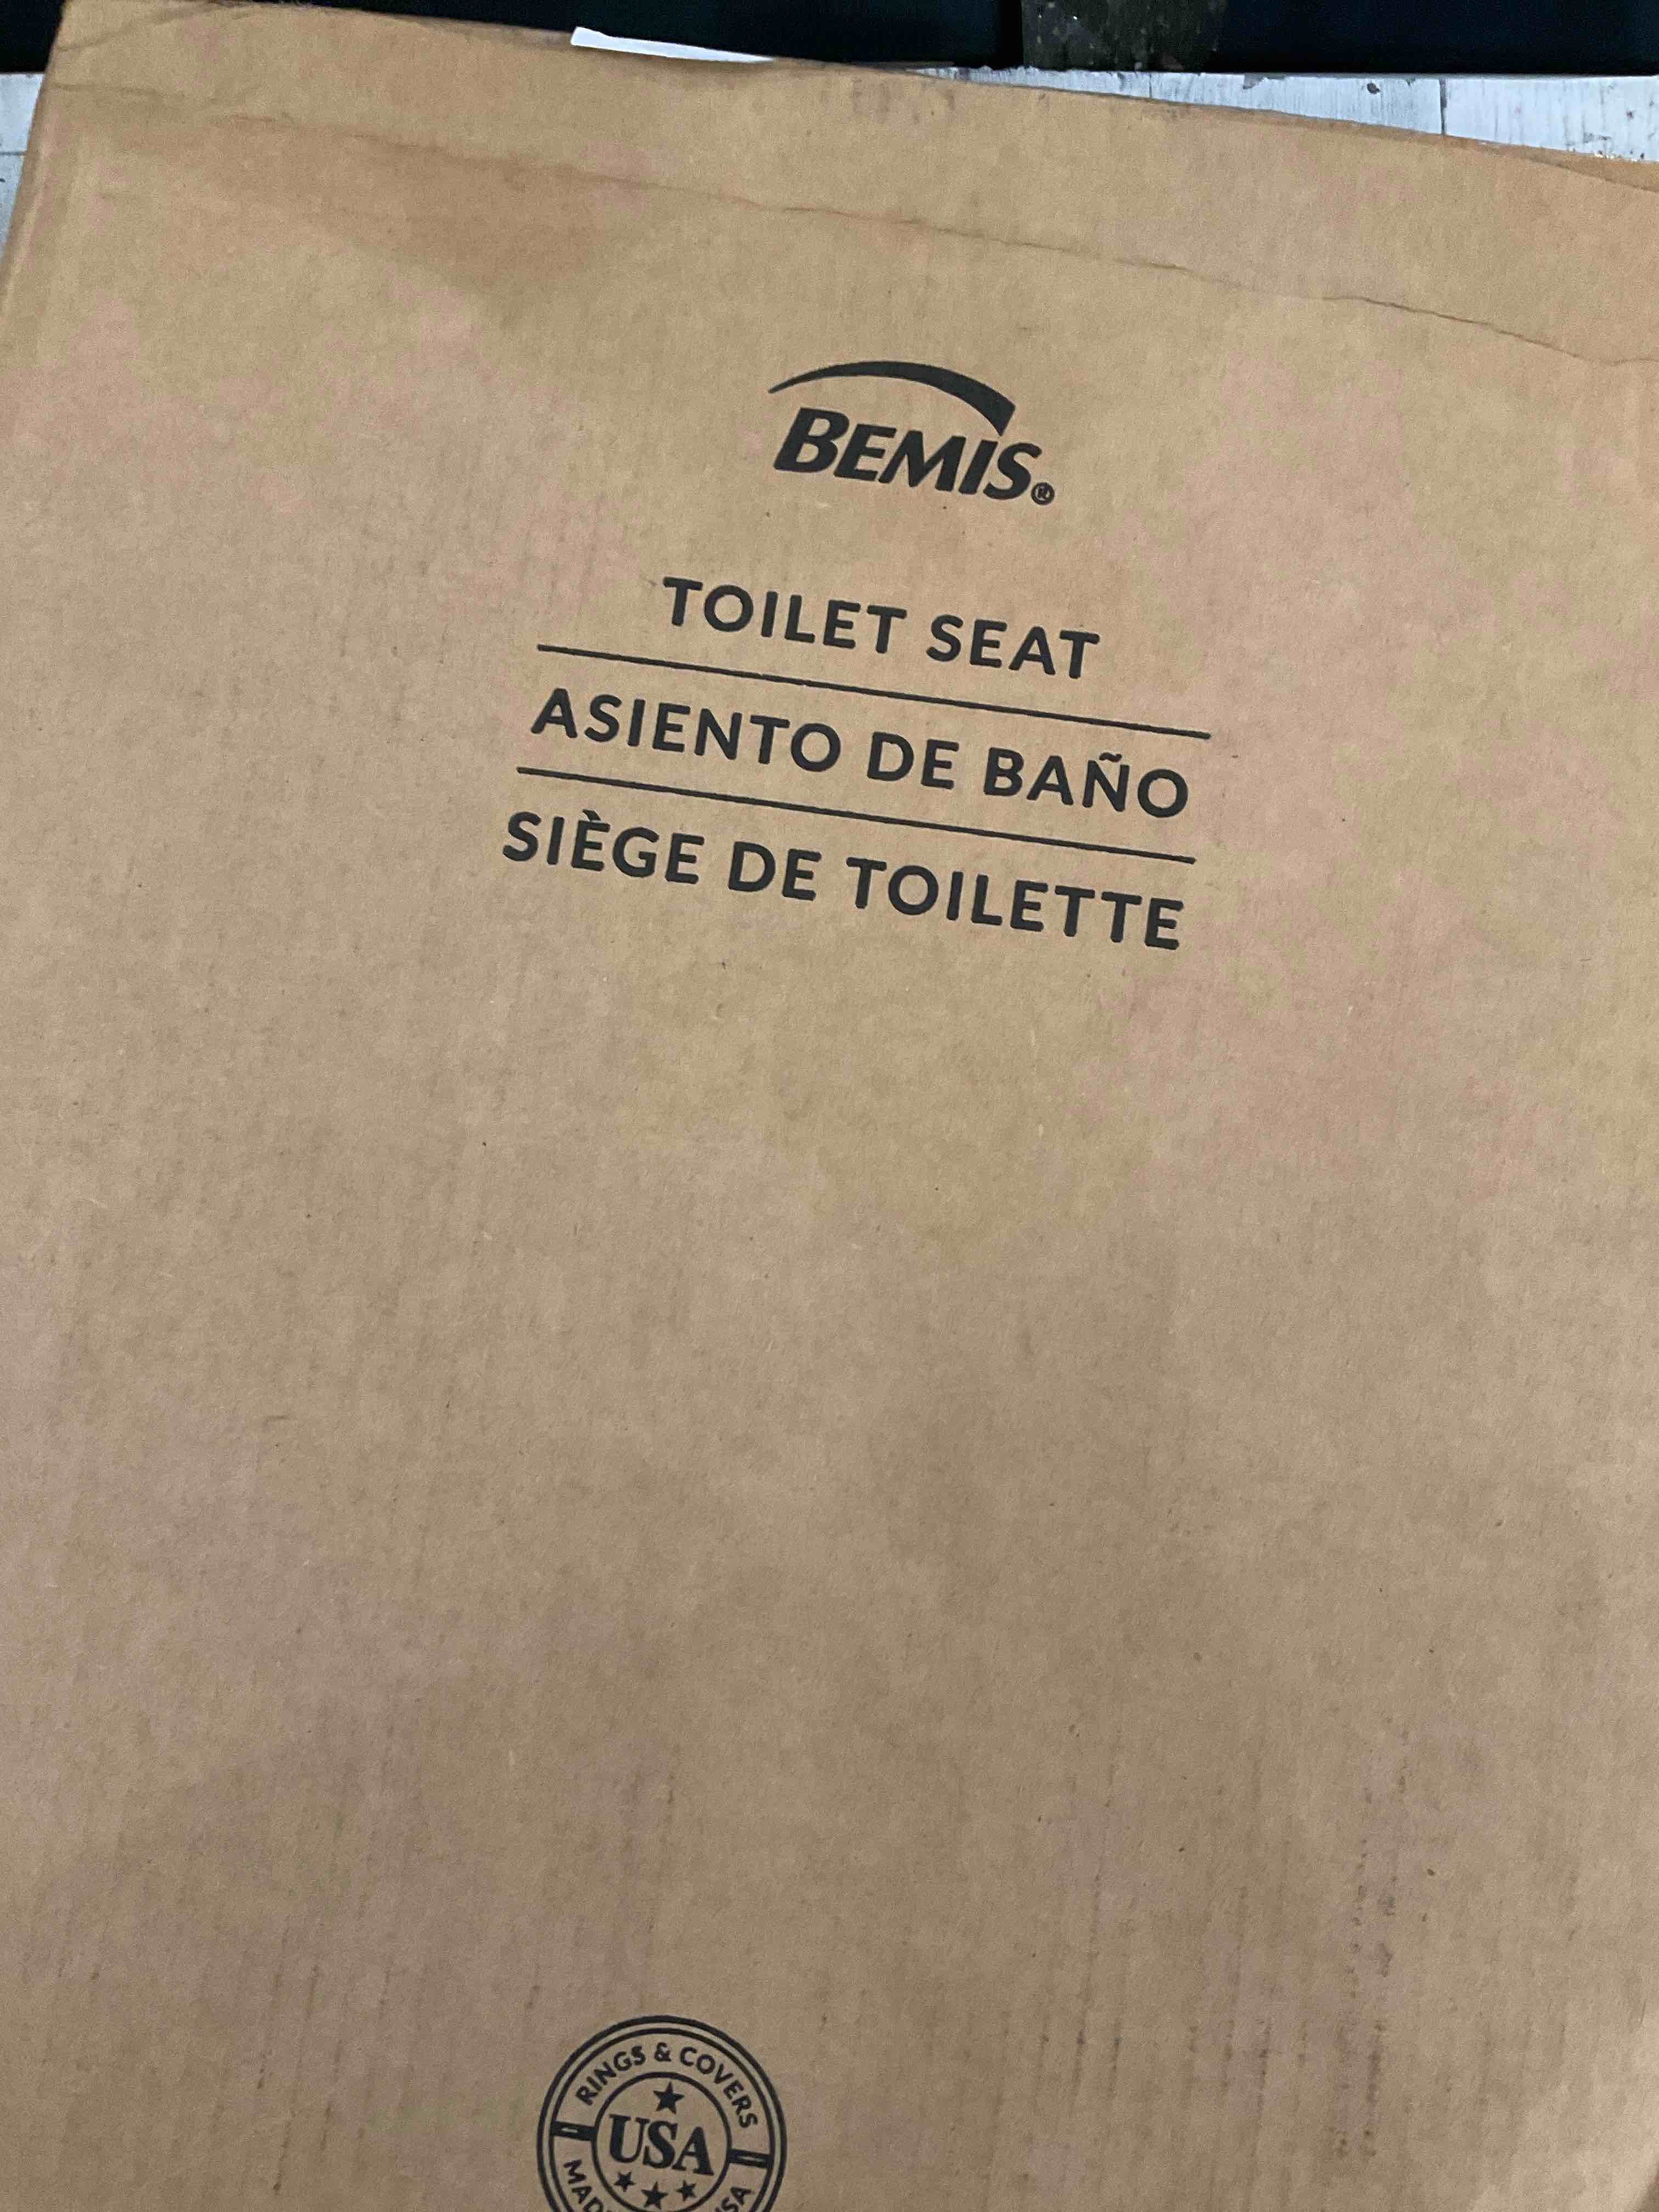 BEMIS®
TOILET SEAT
ASIENTO DE BAÑO
SIÈGE DE TOILETTE
RINGS & COVERS
USA